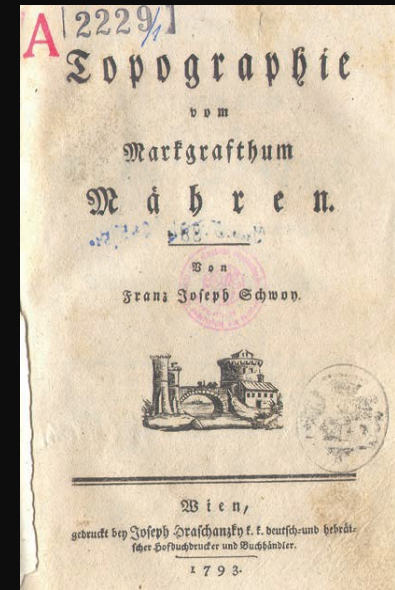 A
2229/1
Topographie
vom
Markgrafthum
Mähren.
Von
Franz Joseph Schwoy.
Wien,
gedruckt bey Joseph Hraschanzky k. k. deutsch-und hebräi-
scher Hofbuchdrucker und Buchhändler.
1793.